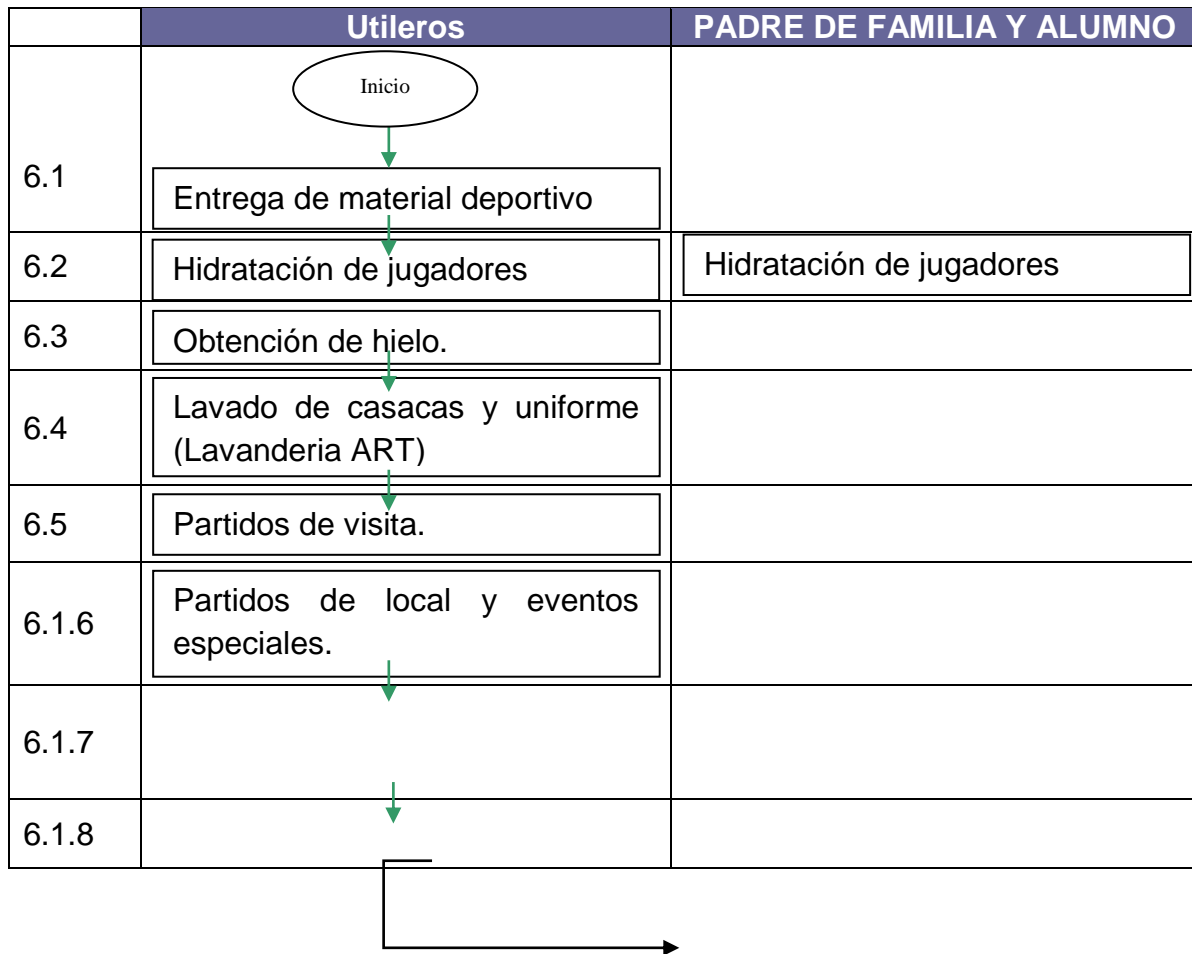 Utileros PADRE DE FAMILIA Y ALUMNO
Inicio
6.1
Entrega de material deportivo
6.2 Hidratación de jugadores Hidratación de jugadores
6.3 Obtención de hielo.
6.4 Lavado de casacas y uniforme
(Lavanderia ART)
6.5 Partidos de visita.
6.1.6 Partidos de local y eventos
especiales.
6.1.7
6.1.8